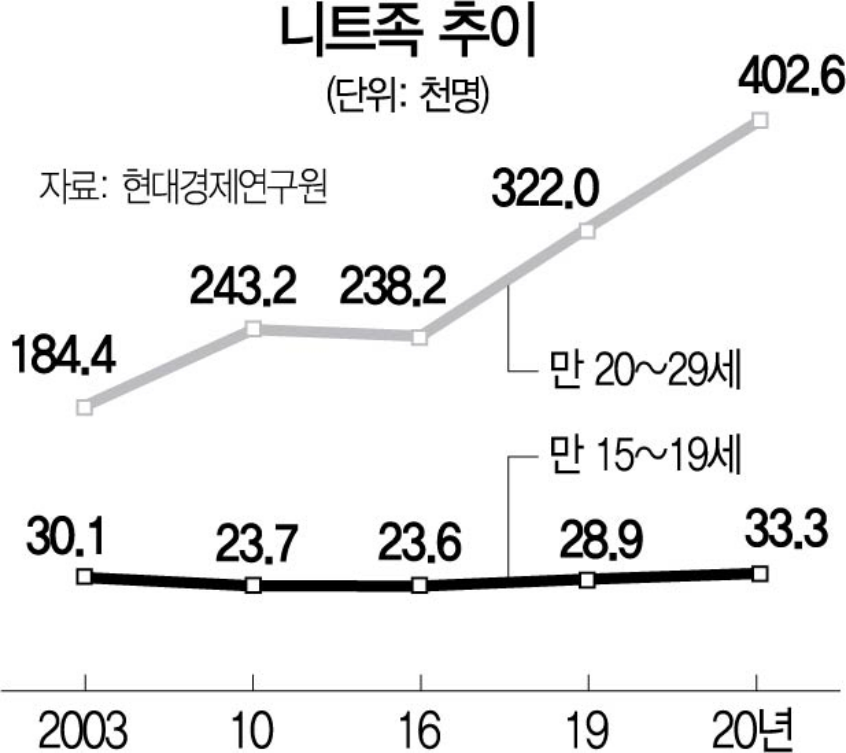 니트족 추이
(단위: 천명)
자료: 현대경제연구원
402.6
322.0
243.2 238.2
184.4
만 20~29세
만 15~19세
30.1 23.7 23.6 28.9 33.3
2003 10 16 19 20년